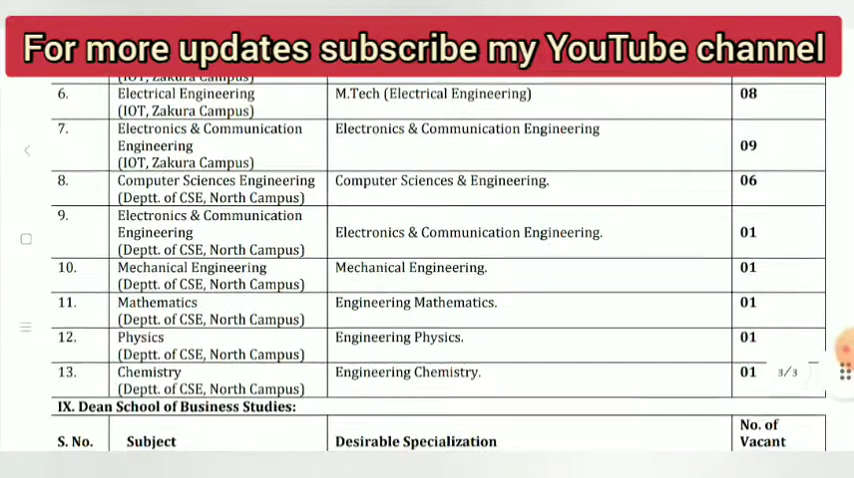 For more updates subscribe my YouTube channel
(IOT, Zakura Campus)
6. Electrical Engineering M.Tech (Electrical Engineering) 08
(IOT, Zakura Campus)
7. Electronics & Communication Electronics & Communication Engineering
Engineering 09
(IOT, Zakura Campus)
8. Computer Sciences Engineering Computer Sciences & Engineering. 06
(Deptt. of CSE, North Campus)
9. Electronics & Communication
Engineering Electronics & Communication Engineering. 01
(Deptt. of CSE, North Campus)
10. Mechanical Engineering Mechanical Engineering. 01
(Deptt. of CSE, North Campus)
11. Mathematics Engineering Mathematics. 01
(Deptt. of CSE, North Campus)
12. Physics Engineering Physics. 01
(Deptt. of CSE, North Campus)
13. Chemistry Engineering Chemistry. 01 3/3
(Deptt. of CSE, North Campus)
IX. Dean School of Business Studies:
No. of
S. No. Subject Desirable Specialization Vacant